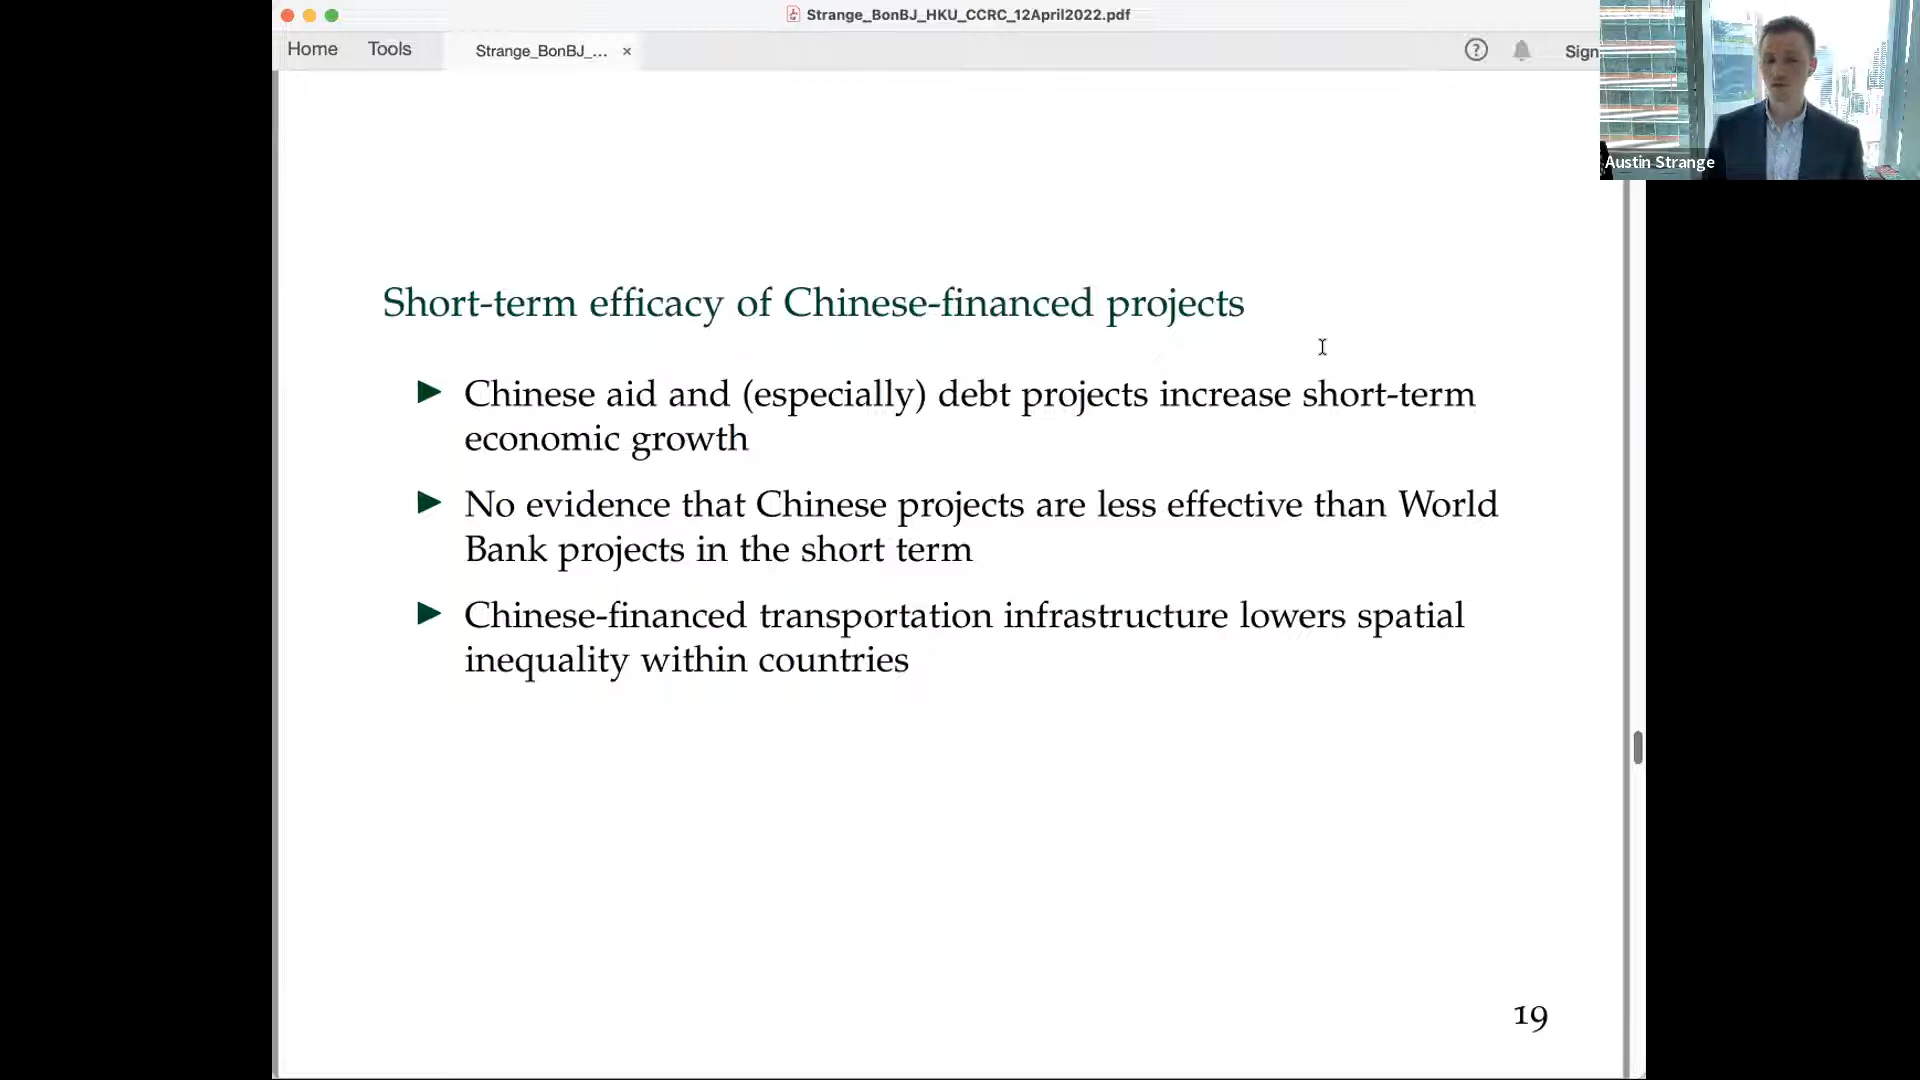 Strange_BonBJ_HKU_CCRC_12April2022.pdf
Home
Tools
Strange_BonBJ_... ×
?
Sign
Austin Strange
Short-term efficacy of Chinese-financed projects
Chinese aid and (especially) debt projects increase short-term
economic growth
No evidence that Chinese projects are less effective than World
Bank projects in the short term
Chinese-financed transportation infrastructure lowers spatial
inequality within countries
19